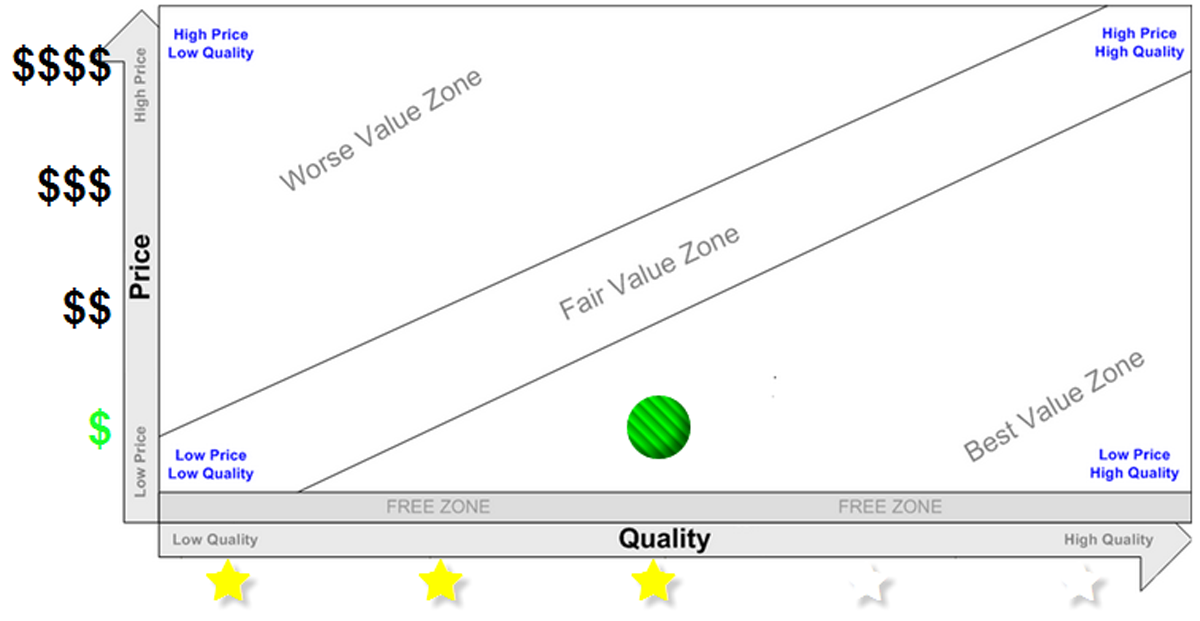 High Price
Low Quality
High Price
High Quality
$$$$
High Price
Worse Value Zone
$$$
Price
Fair Value Zone
$$
Best Value Zone
$
Low Price
Low Price
Low Quality
Low Price
High Quality
FREE ZONE
FREE ZONE
Low Quality
Quality
High Quality